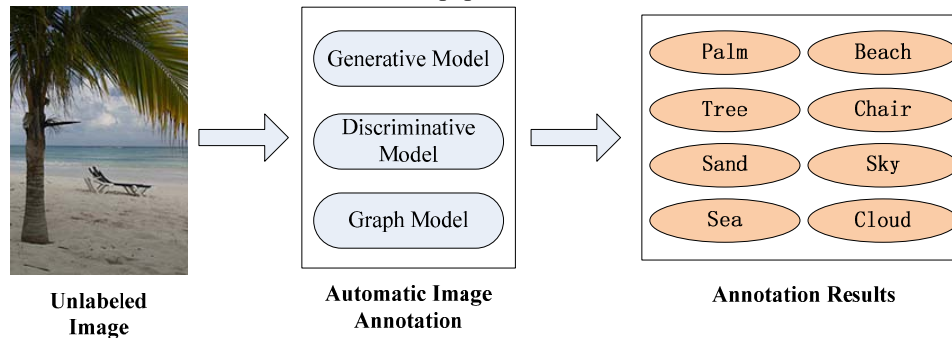 Generative Model
Discriminative
Model
Graph Model
Palm Beach
Tree Chair
Sand Sky
Sea Cloud
Unlabeled
Image
Automatic Image
Annotation
Annotation Results